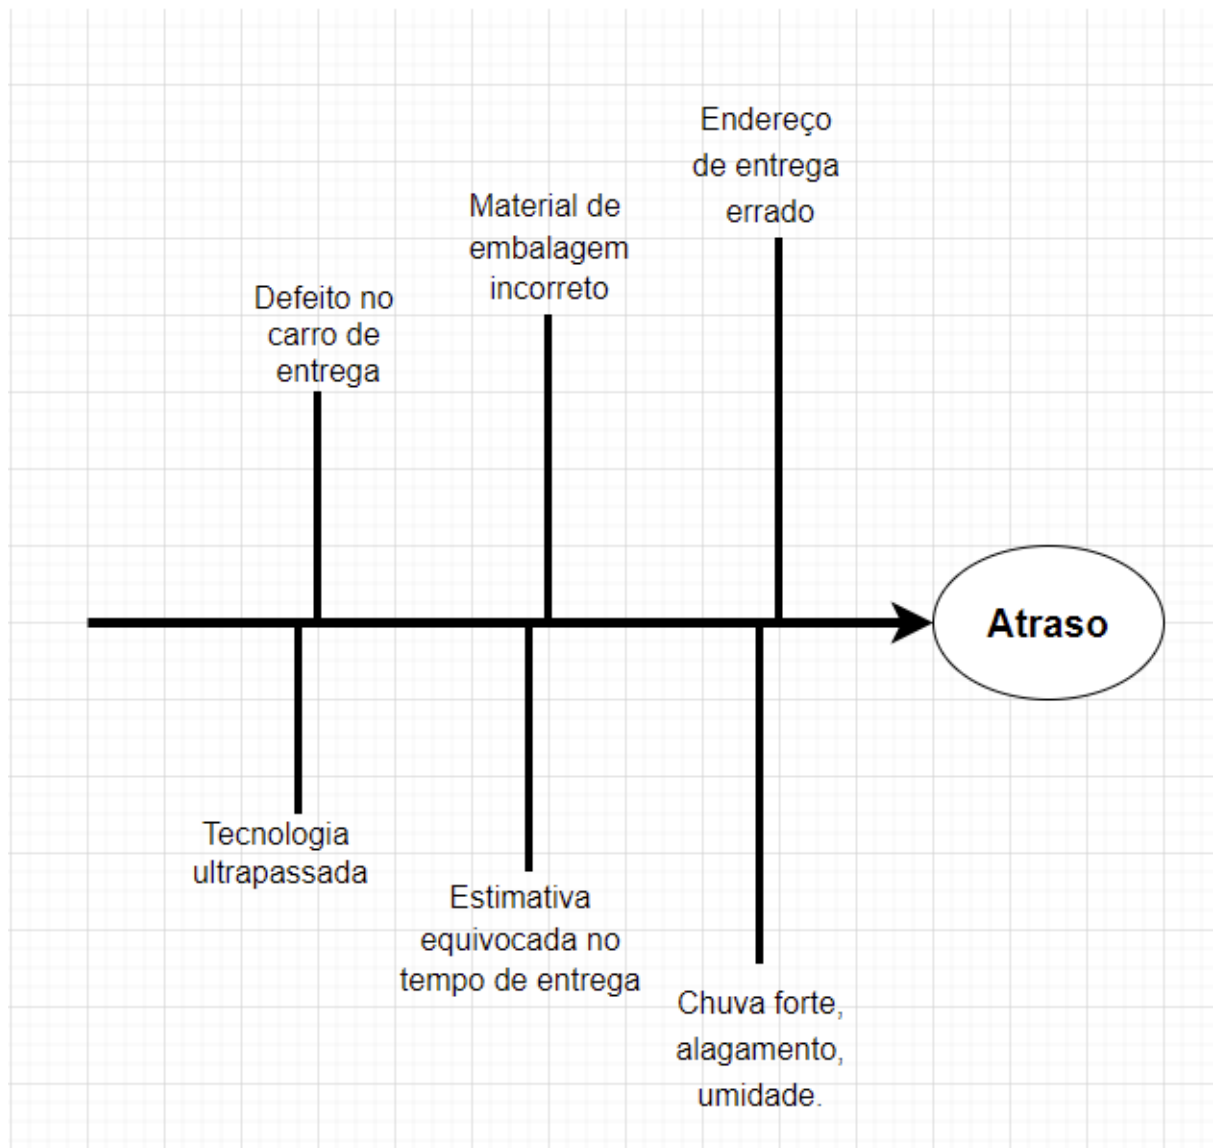 Endereço
de entrega
errado
Material de
embalagem
incorreto
Defeito no
carro de
entrega
Atraso
Tecnologia
ultrapassada
Estimativa
equivocada no
tempo de entrega
Chuva forte,
alagamento,
umidade.